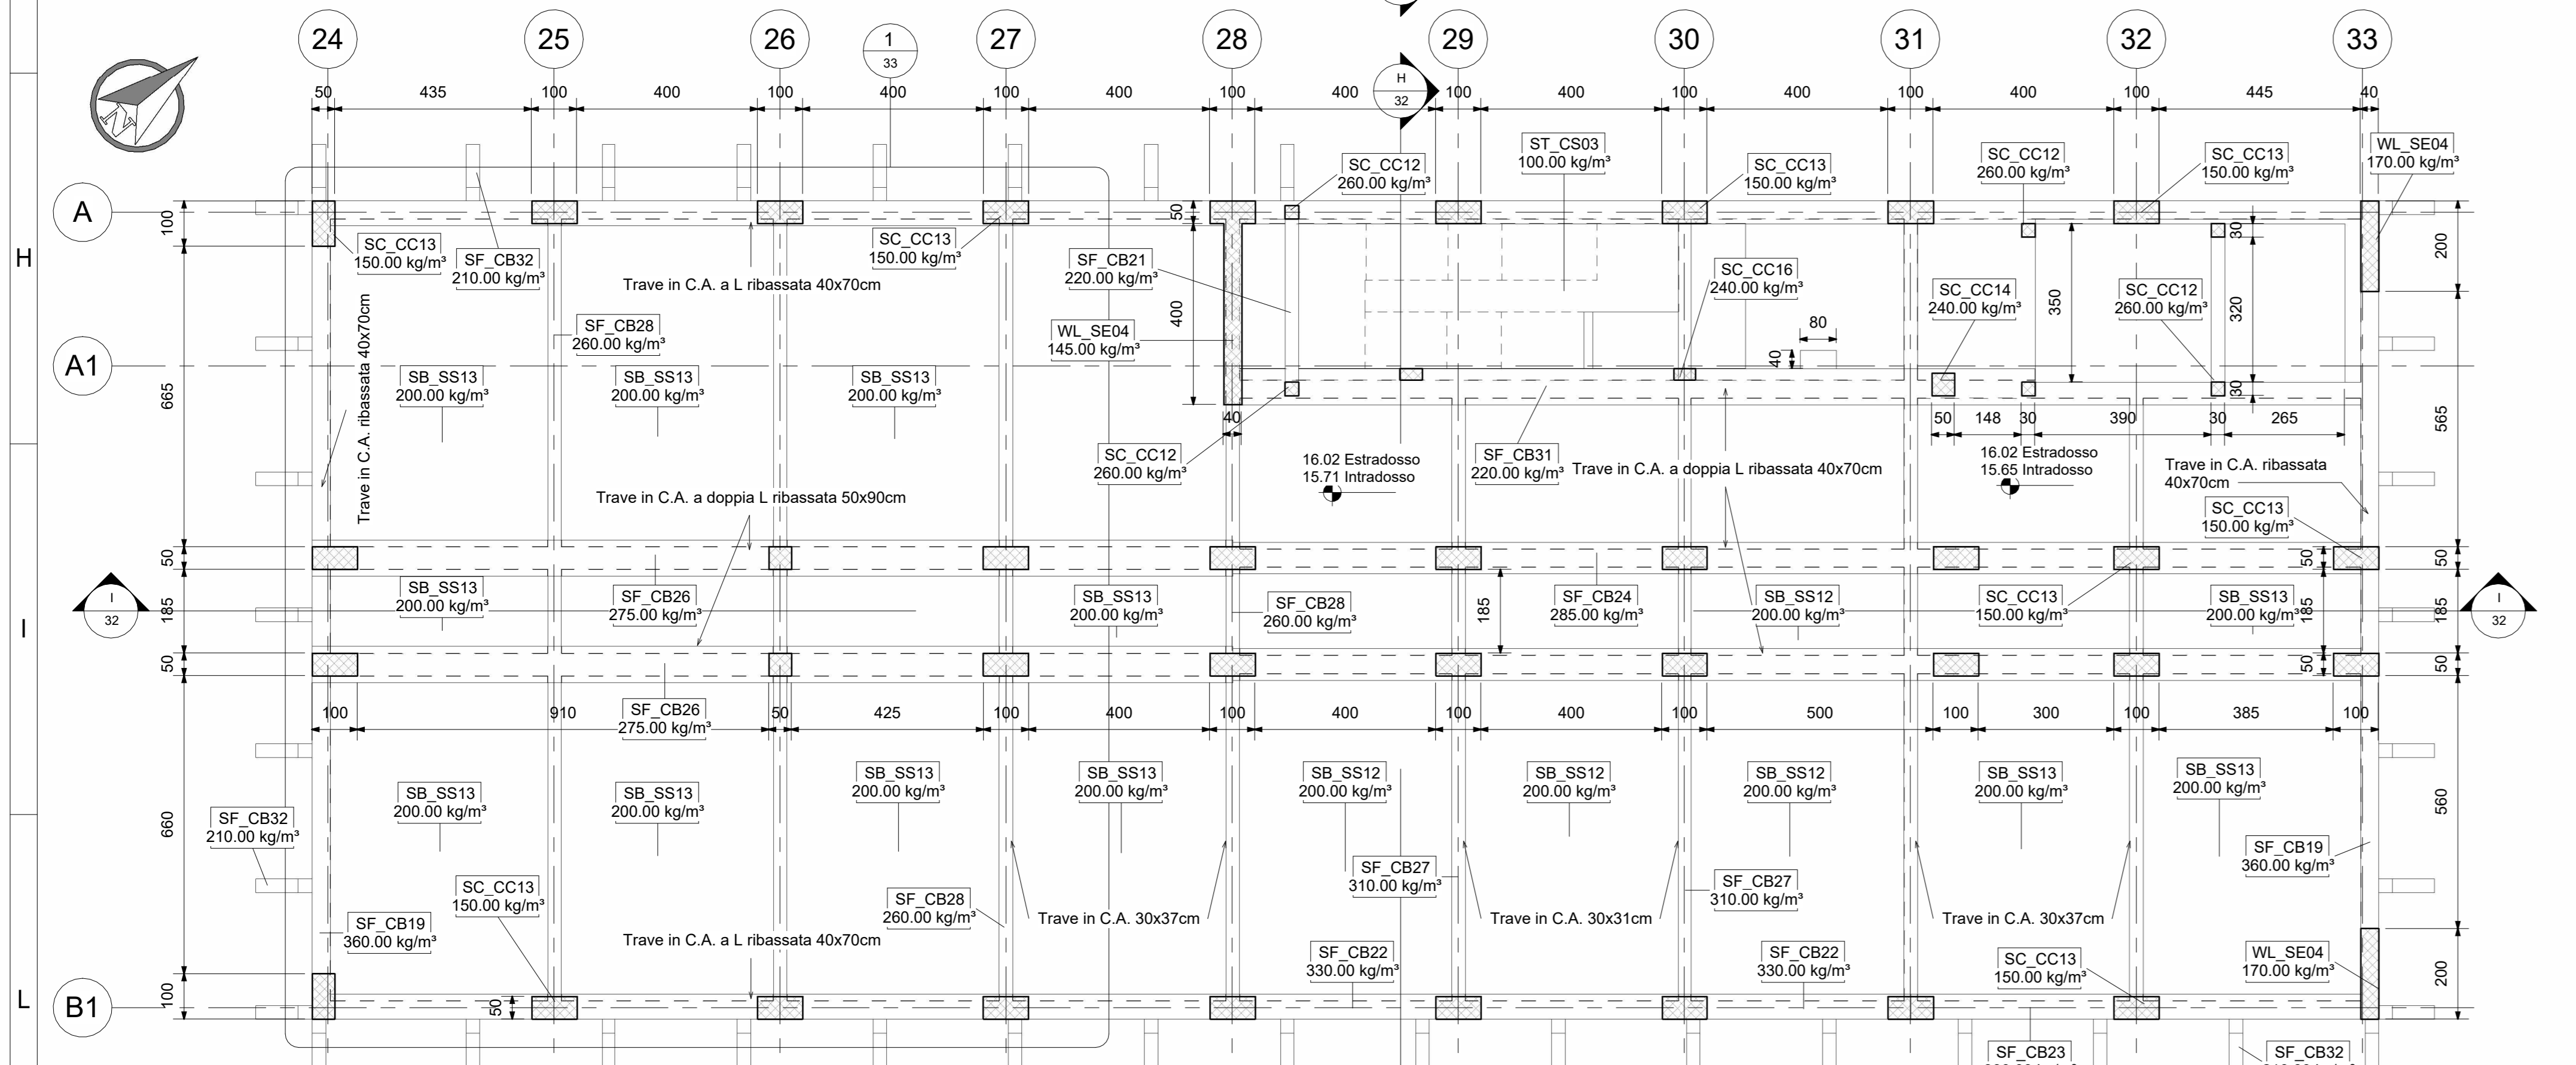 24 25 26 27 28 29 30 31 32 33
1
33
H
32
50 435 100 400 100 400 100 400 100 400 100 400 100 400 100 400 100 400 100 445 40
N
H
I
L
A
A1
B1
100
665
50
185
50
660
100
SC_CC13
150.00 kg/m³
SF_CB32
210.00 kg/m³
Trave in C.A. a L ribassata 40x70cm
SC_CC13
150.00 kg/m³
SF_CB21
220.00 kg/m³
WL_SE04
145.00 kg/m³
50
400
40
SC_CC12
260.00 kg/m³
ST_CS03
100.00 kg/m³
SC_CC13
150.00 kg/m³
SC_CC12
260.00 kg/m³
SC_CC13
150.00 kg/m³
WL_SE04
170.00 kg/m³
SC_CC16
240.00 kg/m³
80
40
SC_CC14
240.00 kg/m³
350
SC_CC12
260.00 kg/m³
30
320
30
50 148 30 390 30 265
200
565
50
185
50
560
200
Trave in C.A. ribassata 40x70cm
SF_CB28
260.00 kg/m³
SB_SS13
200.00 kg/m³
SB_SS13
200.00 kg/m³
SB_SS13
200.00 kg/m³
SC_CC12
260.00 kg/m³
16.02 Estradosso
15.71 Intradosso
SF_CB31
220.00 kg/m³
Trave in C.A. a doppia L ribassata 40x70cm
16.02 Estradosso
15.65 Intradosso
Trave in C.A. ribassata
40x70cm
SC_CC13
150.00 kg/m³
Trave in C.A. a doppia L ribassata 50x90cm
I
32
SB_SS13
200.00 kg/m³
SF_CB26
275.00 kg/m³
SB_SS13
200.00 kg/m³
SF_CB28
260.00 kg/m³
185
SF_CB24
285.00 kg/m³
SB_SS12
200.00 kg/m³
SC_CC13
150.00 kg/m³
SB_SS13
200.00 kg/m³
50
185
50
I
32
SF_CB26
275.00 kg/m³
100 910 50 425 100 400 100 400 100 400 100 500 100 300 100 385 100
SB_SS13
200.00 kg/m³
SB_SS13
200.00 kg/m³
SB_SS13
200.00 kg/m³
SB_SS13
200.00 kg/m³
SB_SS12
200.00 kg/m³
SB_SS12
200.00 kg/m³
SB_SS12
200.00 kg/m³
SB_SS13
200.00 kg/m³
SB_SS13
200.00 kg/m³
SF_CB32
210.00 kg/m³
SF_CB19
360.00 kg/m³
SC_CC13
150.00 kg/m³
50
Trave in C.A. a L ribassata 40x70cm
SF_CB28
260.00 kg/m³
Trave in C.A. 30x37cm
SF_CB27
310.00 kg/m³
SF_CB22
330.00 kg/m³
Trave in C.A. 30x31cm
SF_CB27
310.00 kg/m³
SF_CB22
330.00 kg/m³
Trave in C.A. 30x37cm
SC_CC13
150.00 kg/m³
SF_CB19
360.00 kg/m³
WL_SE04
170.00 kg/m³
SF_CB23
SF_CB32